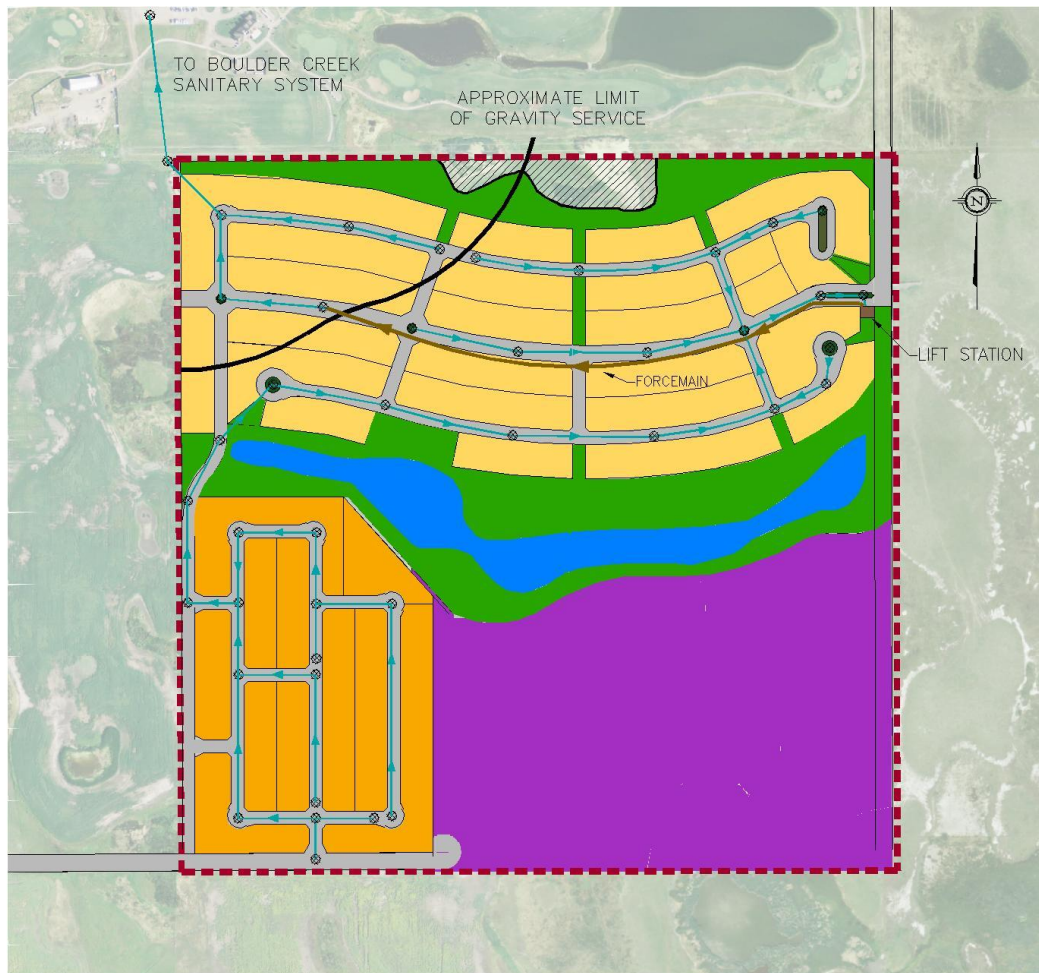 TO BOULDER CREEK
SANITARY SYSTEM
APPROXIMATE LIMIT
OF GRAVITY SERVICE
N
LIFT STATION
FORCEMAIN